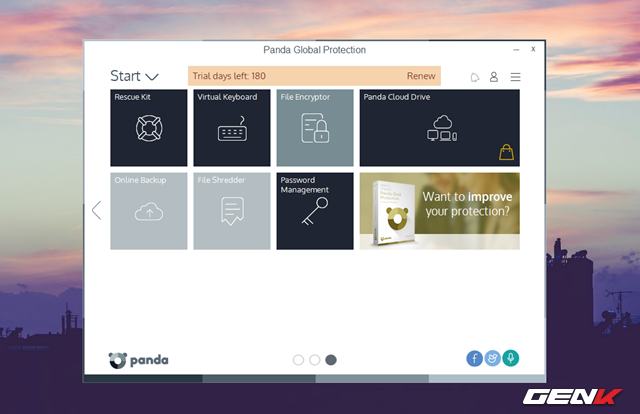 Panda Global Protection
Start
Trial days left: 180
Renew
Rescue Kit
Virtual Keyboard
File Encryptor
Panda Cloud Drive
Online Backup
File Shredder
Password
Management
Want to improve
your protection?
panda
GENK